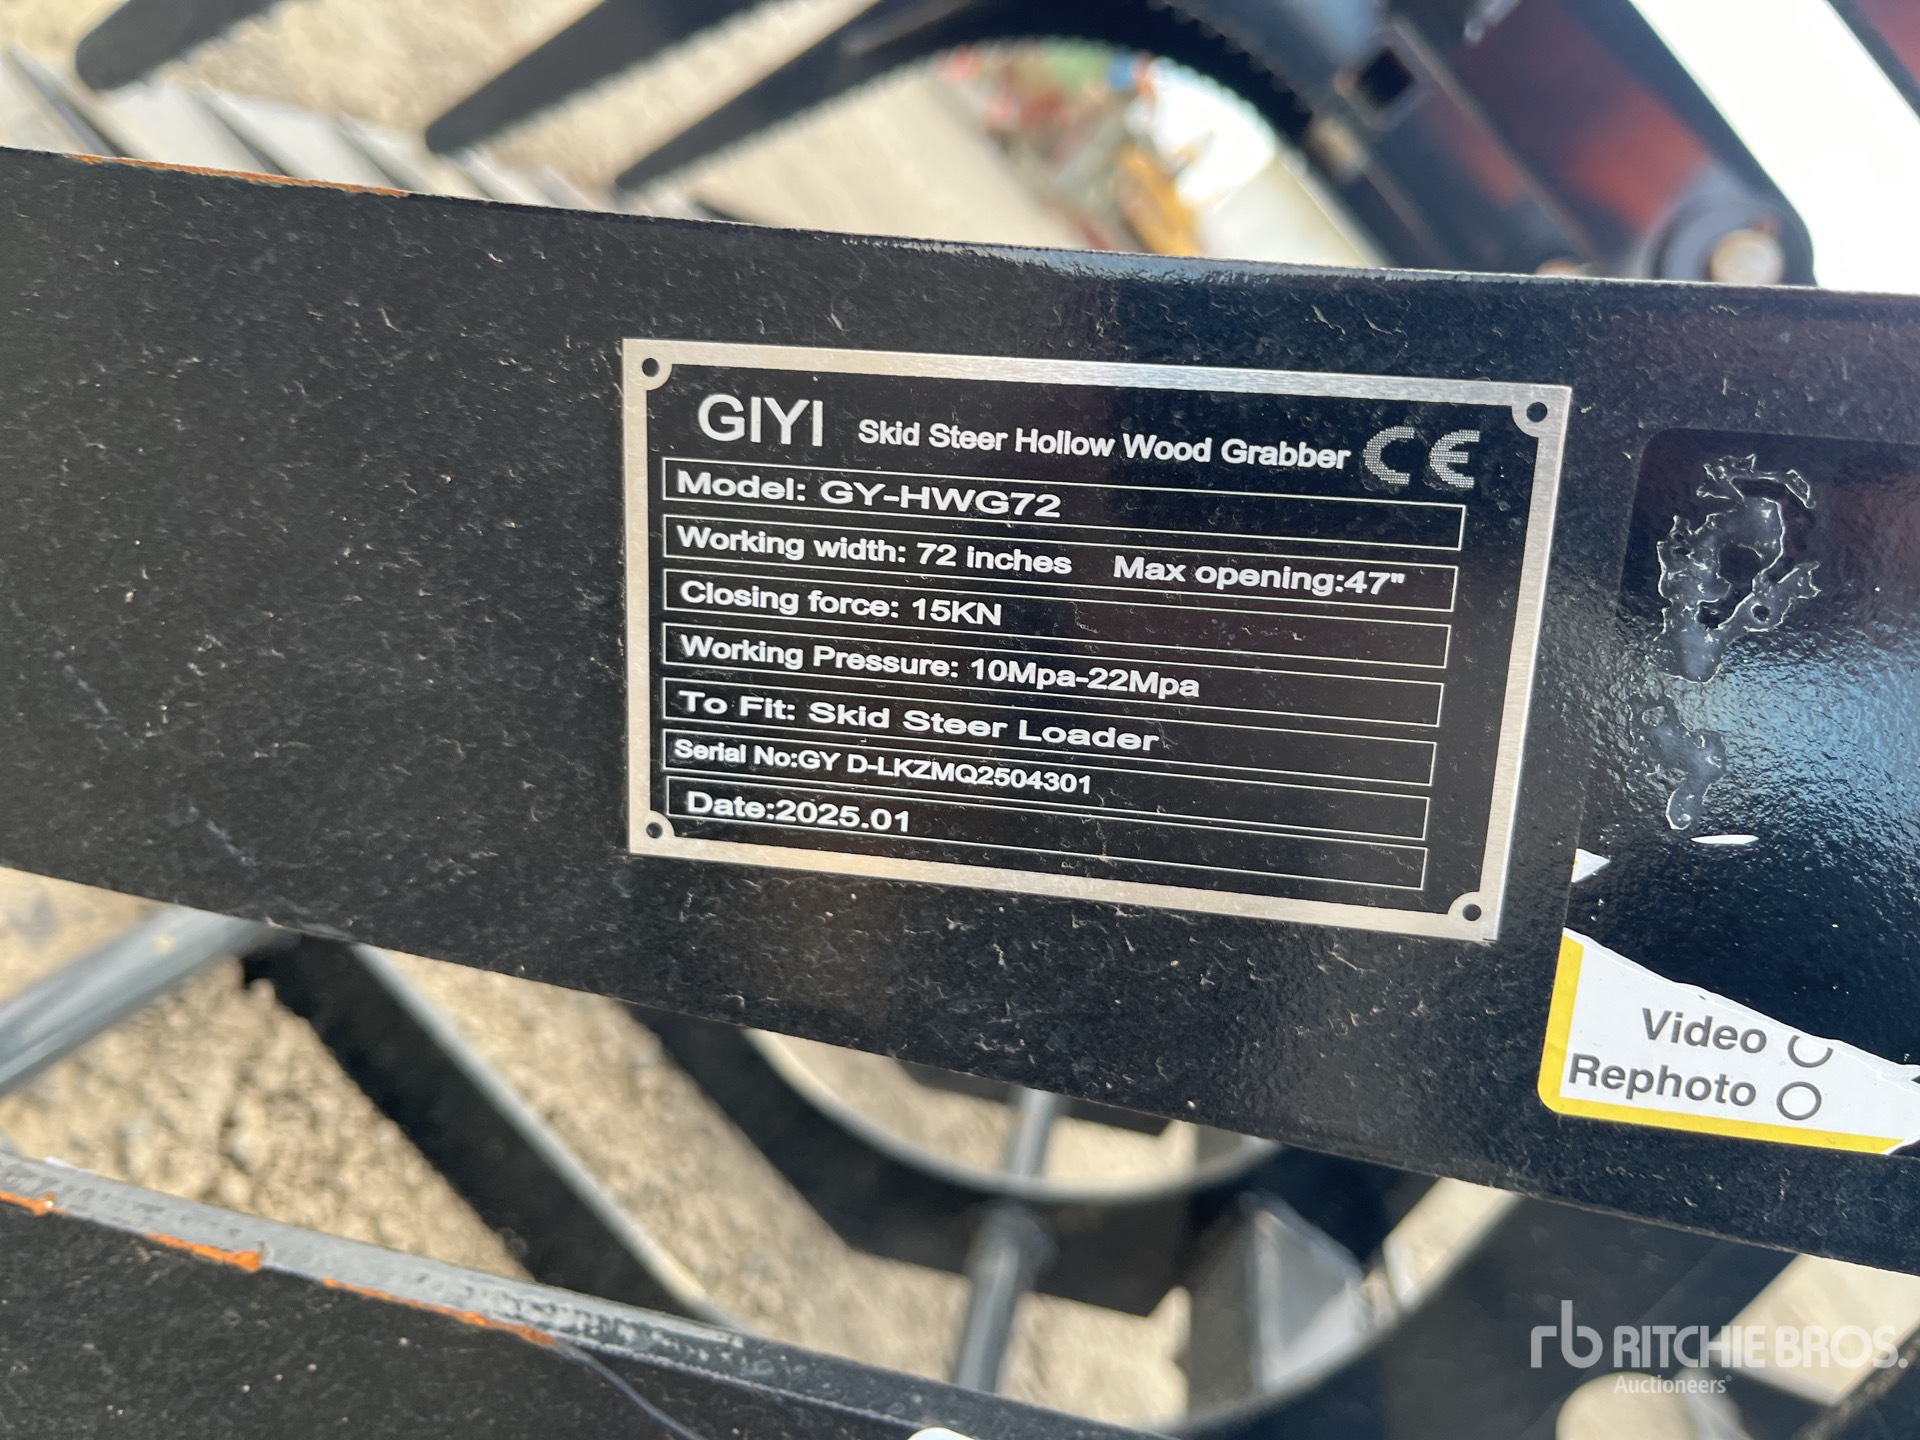 GIYI Skid Steer Hollow Wood Grabber CE
Model: GY-HWG72
Working width: 72 inches Max opening:47"
Closing force: 15KN
Working Pressure: 10Mpa-22Mpa
To Fit: Skid Steer Loader
Serial No:GY D-LKZMQ2504301
Date:2025.01
Video
Rephoto
rb RITCHIE BROS.
Auctioneers